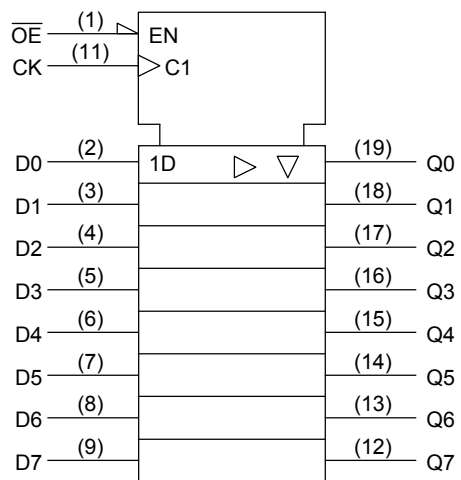 O̅E̅ (1) EN
CK (11) C1
D0 (2) 1D (19) Q0
D1 (3) (18) Q1
D2 (4) (17) Q2
D3 (5) (16) Q3
D4 (6) (15) Q4
D5 (7) (14) Q5
D6 (8) (13) Q6
D7 (9) (12) Q7